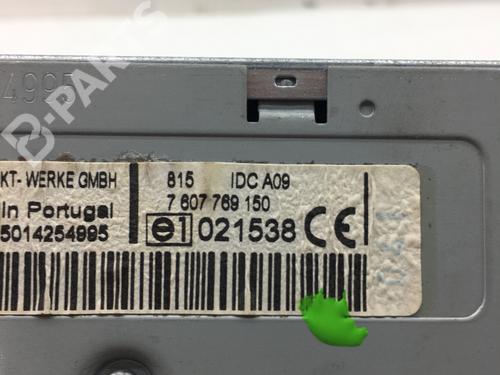 4995
B-PARTS
KT- WERKE GMBH 815 IDC A09
in Portugal 7 607 769 150
5014254995 e1 021538 CE